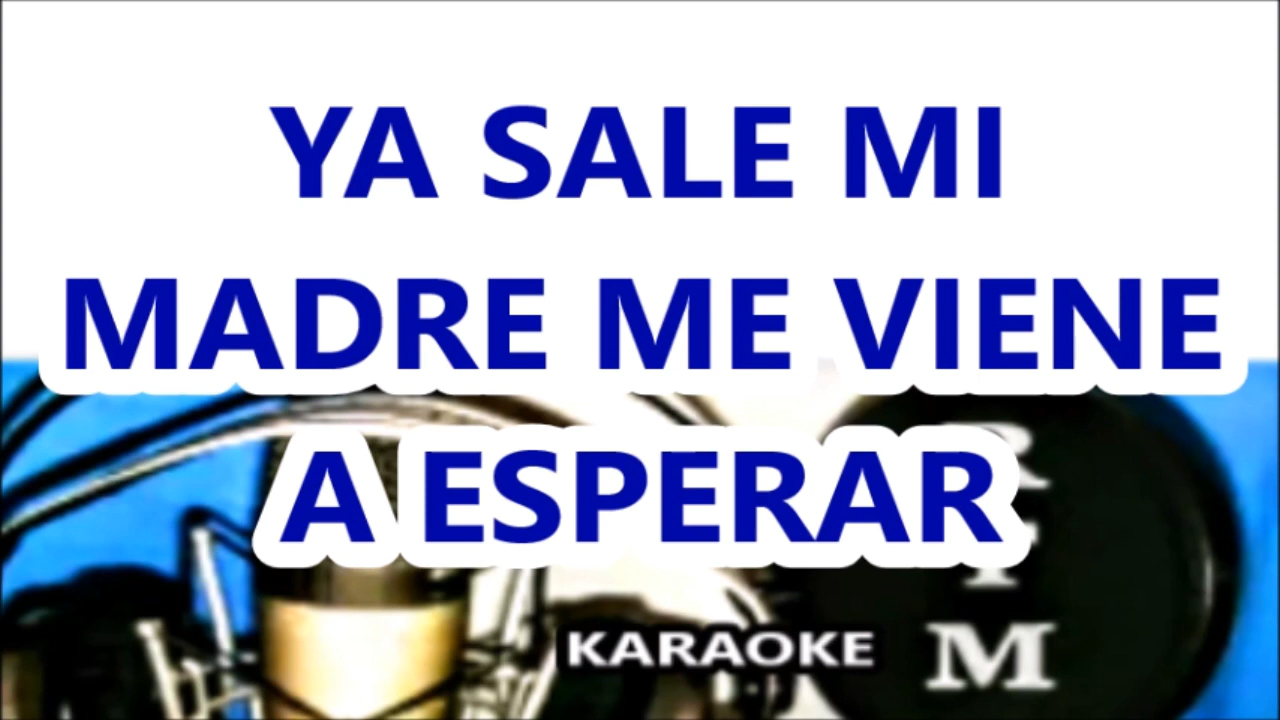 YA SALE MI
MADRE ME VIENE
A ESPERAR
KARAOKE
R
M